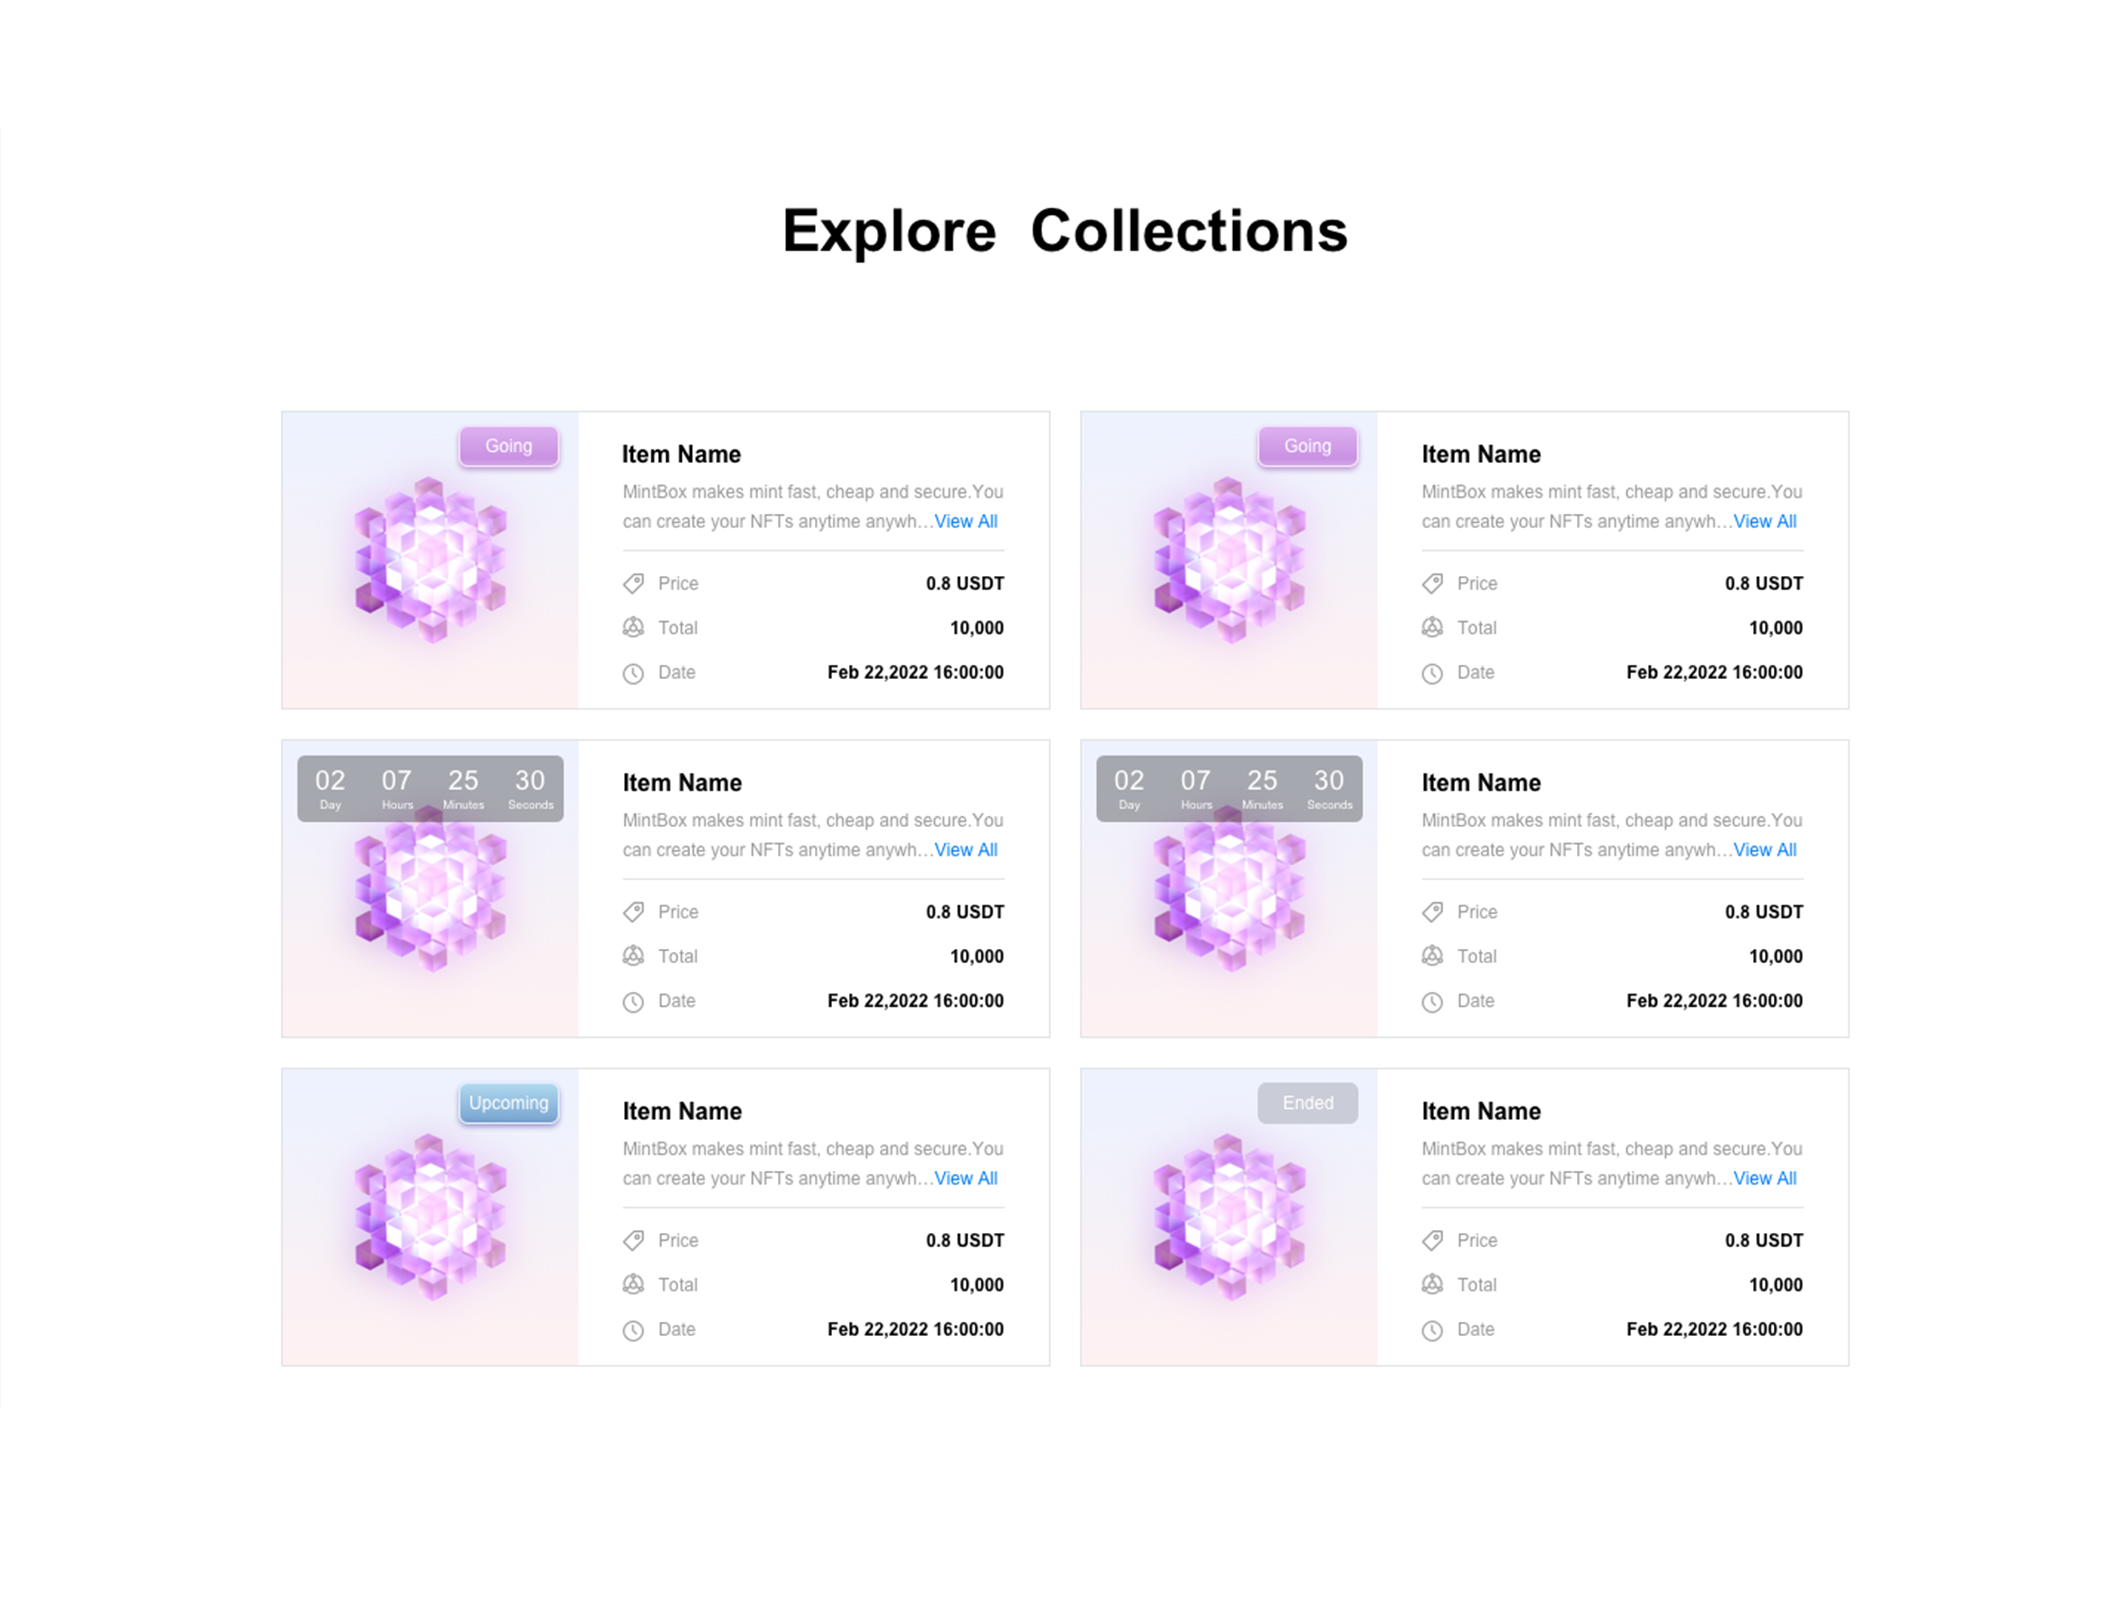 Explore Collections
Going
Item Name
MintBox makes mint fast, cheap and secure.You
can create your NFTs anytime anywh...View All
Price 0.8 USDT
Total 10,000
Date Feb 22,2022 16:00:00
Going
Item Name
MintBox makes mint fast, cheap and secure.You
can create your NFTs anytime anywh...View All
Price 0.8 USDT
Total 10,000
Date Feb 22,2022 16:00:00
02 07 25 30
Day Hours Minutes Seconds
Item Name
MintBox makes mint fast, cheap and secure.You
can create your NFTs anytime anywh...View All
Price 0.8 USDT
Total 10,000
Date Feb 22,2022 16:00:00
02 07 25 30
Day Hours Minutes Seconds
Item Name
MintBox makes mint fast, cheap and secure.You
can create your NFTs anytime anywh...View All
Price 0.8 USDT
Total 10,000
Date Feb 22,2022 16:00:00
Upcoming
Item Name
MintBox makes mint fast, cheap and secure.You
can create your NFTs anytime anywh...View All
Price 0.8 USDT
Total 10,000
Date Feb 22,2022 16:00:00
Ended
Item Name
MintBox makes mint fast, cheap and secure.You
can create your NFTs anytime anywh...View All
Price 0.8 USDT
Total 10,000
Date Feb 22,2022 16:00:00